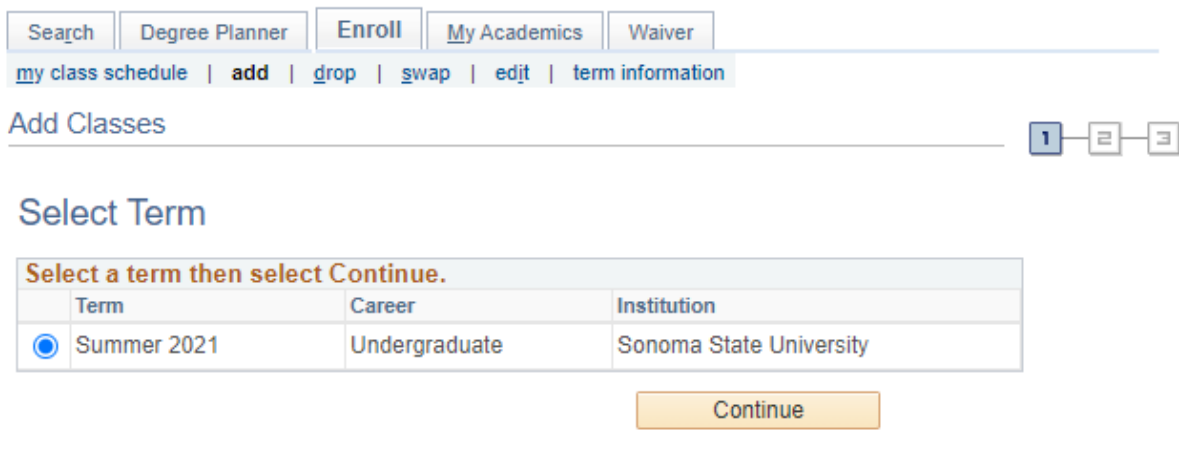 Search Degree Planner Enroll My Academics Waiver
my class schedule | add | drop | swap | edit | term information
Add Classes
1 2 3
Select Term
Select a term then select Continue.
Term Career Institution
Summer 2021 Undergraduate Sonoma State University
Continue